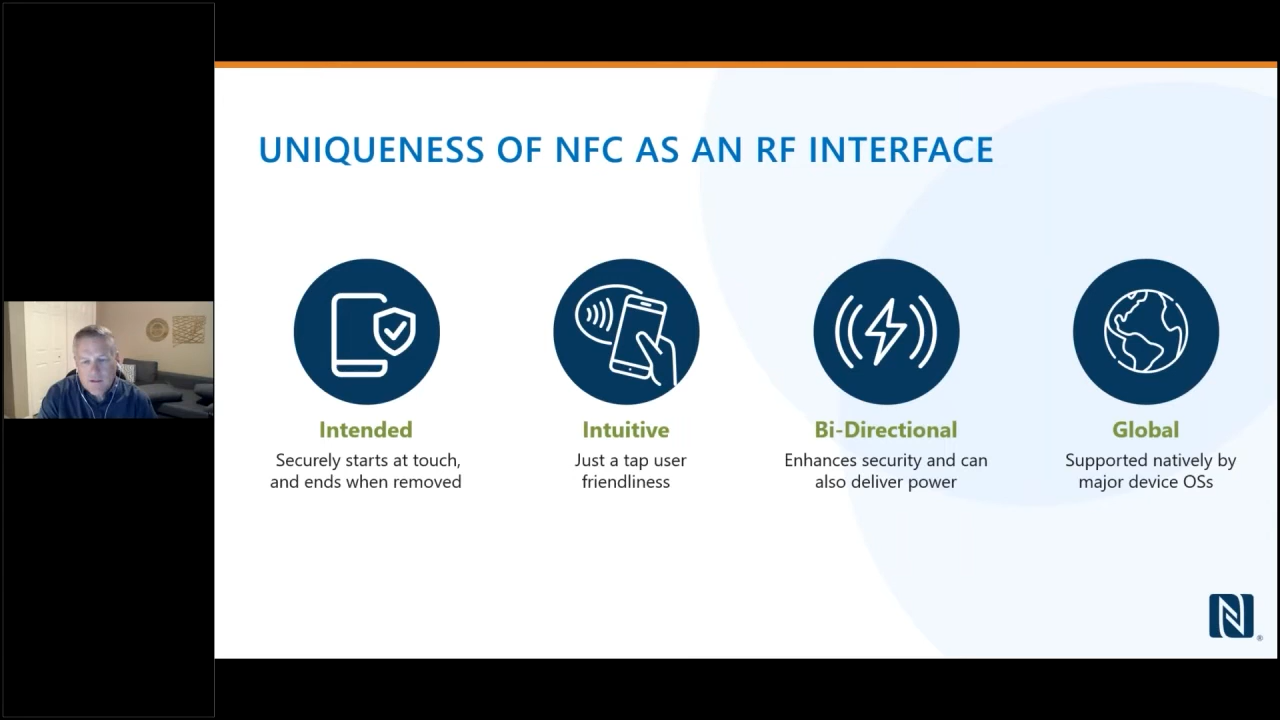 UNIQUENESS OF NFC AS AN RF INTERFACE
Intended
Securely starts at touch,
and ends when removed
Intuitive
Just a tap user
friendliness
Bi-Directional
Enhances security and can
also deliver power
Global
Supported natively by
major device OSs
®